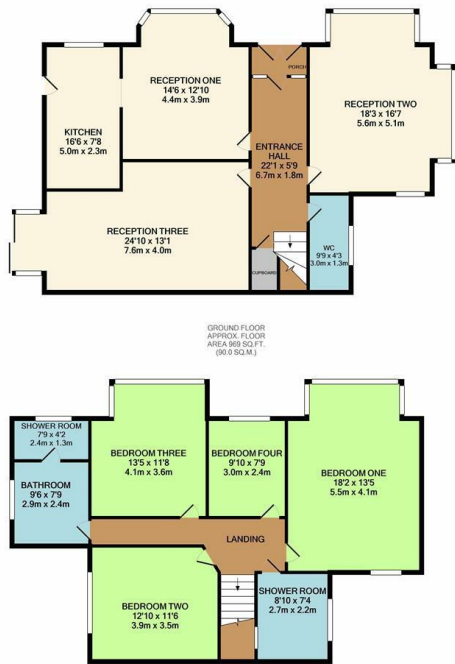 RECEPTION ONE
14'6 x 12'10
4.4m x 3.9m
PORCH
RECEPTION TWO
18'3 x 16'7
5.6m x 5.1m
KITCHEN
16'6 x 7'8
5.0m x 2.3m
ENTRANCE
HALL
22'1 x 5'9
6.7m x 1.8m
RECEPTION THREE
24'10 x 13'1
7.6m x 4.0m
WC
9'9 x 4'3
3.0m x 1.3m
CUPBOARD
GROUND FLOOR
APPROX. FLOOR
AREA 969 SQ.FT.
(90.0 SQ.M.)
SHOWER ROOM
7'9 x 4'2
2.4m x 1.3m
BEDROOM THREE
13'5 x 11'8
4.1m x 3.6m
BEDROOM FOUR
9'10 x 7'9
3.0m x 2.4m
BEDROOM ONE
18'2 x 13'5
5.5m x 4.1m
BATHROOM
9'6 x 7'9
2.9m x 2.4m
LANDING
BEDROOM TWO
12'10 x 11'6
3.9m x 3.5m
SHOWER ROOM
8'10 x 7'4
2.7m x 2.2m